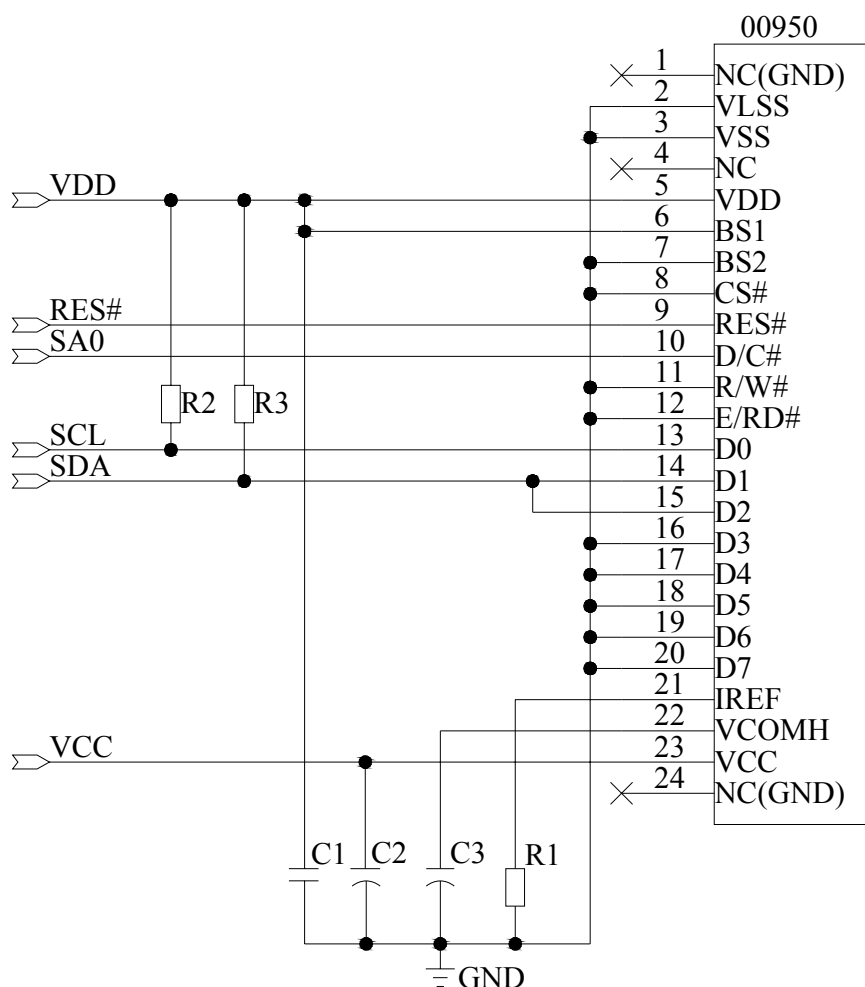 00950
1 NC(GND)
2 VLSS
3 VSS
4 NC
VDD 5 VDD
6 BS1
7 BS2
8 CS#
RES# 9 RES#
SA0 10 D/C#
11 R/W#
R2 R3 12 E/RD#
SCL 13 D0
SDA 14 D1
15 D2
16 D3
17 D4
18 D5
19 D6
20 D7
21 IREF
22 VCOMH
VCC 23 VCC
24 NC(GND)
C1 C2 C3 R1
GND